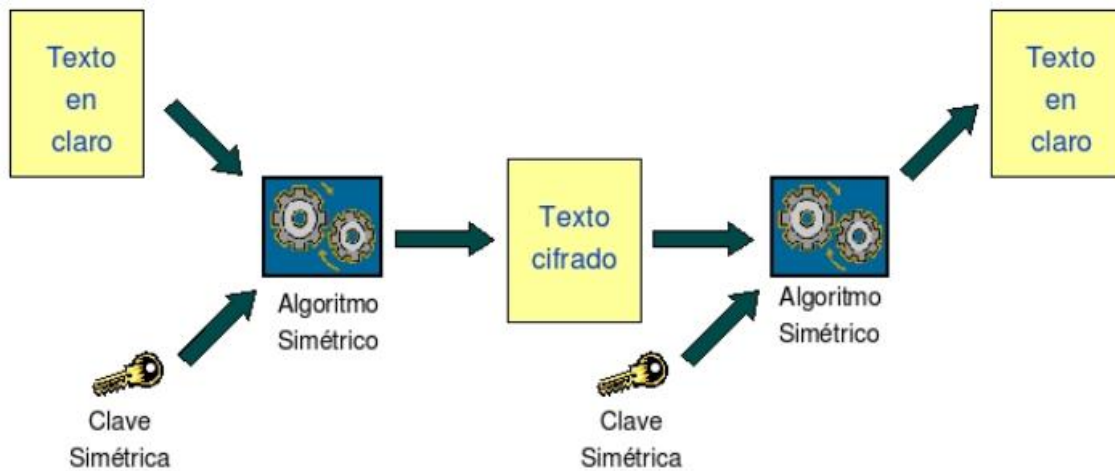 Texto
en
claro
Algoritmo
Simétrico
Clave
Simétrica
Texto
cifrado
Algoritmo
Simétrico
Clave
Simétrica
Texto
en
claro